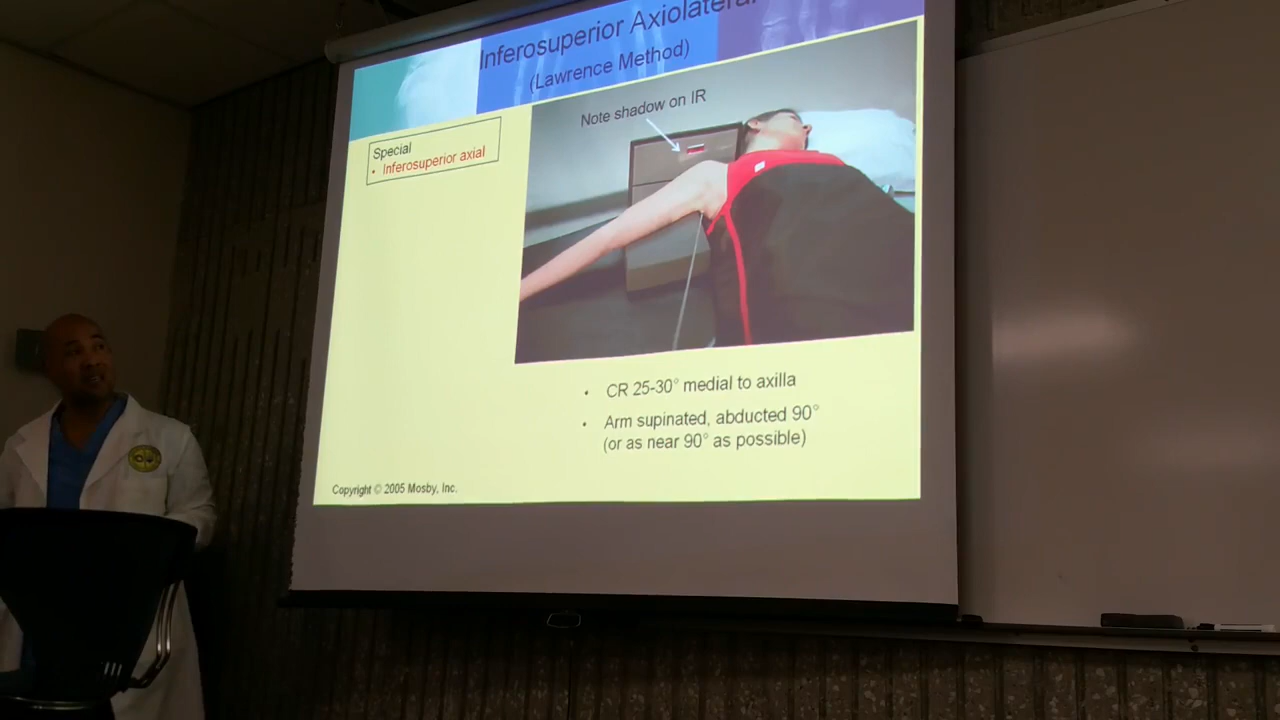 Inferosuperior Axiolateral
(Lawrence Method)
Note shadow on IR
Special
• Inferosuperior axial
• CR 25-30° medial to axilla
• Arm supinated, abducted 90°
(or as near 90° as possible)
Copyright © 2005 Mosby, Inc.